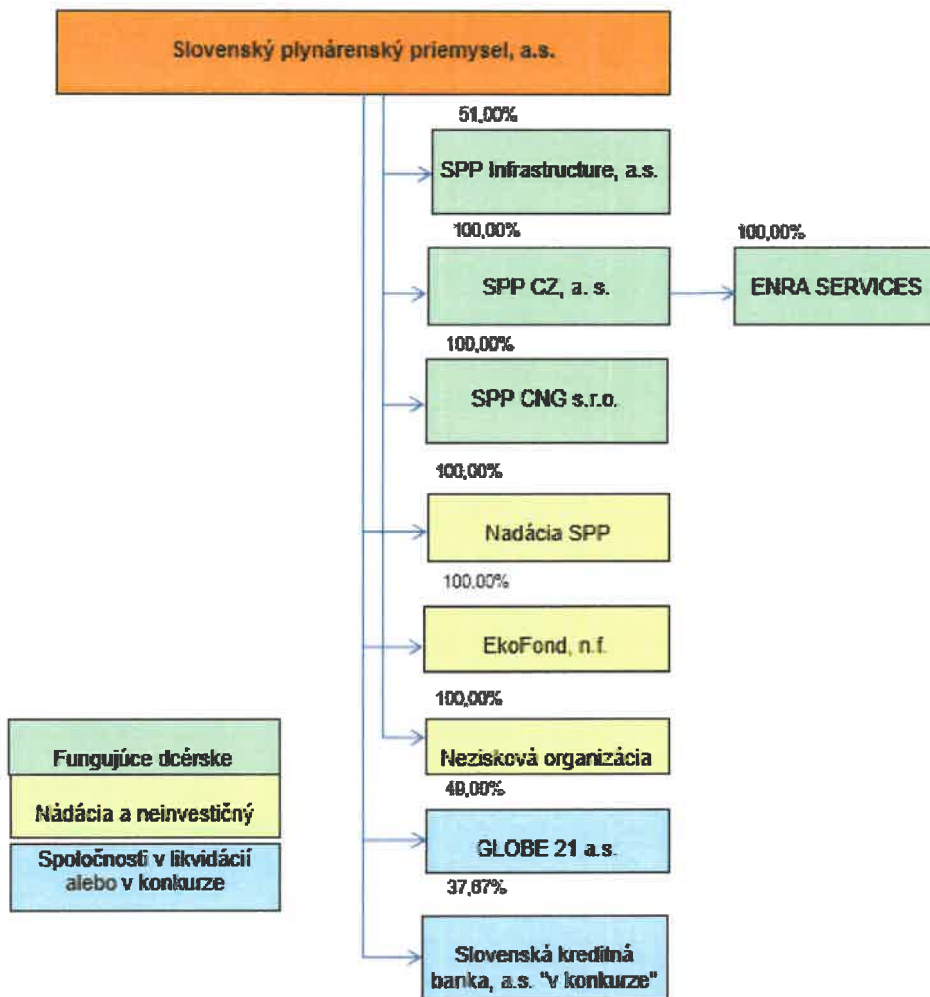 Slovenský plynárenský priemysel, a.s.
51,00%
SPP Infrastructure, a.s.
100,00%
100,00%
SPP CZ, a. s.
ENRA SERVICES
100,00%
SPP CNG s.r.o.
100,00%
Nadácia SPP
100,00%
EkoFond, n.f.
100,00%
Nezisková organizácia
49,00%
GLOBE 21 a.s.
37,67%
Slovenská kreditná
banka, a.s. "v konkurze"
Fungujúce dcérske
Nádácia a neinvestičný
Spoločnosti v likvidácií
alebo v konkurze